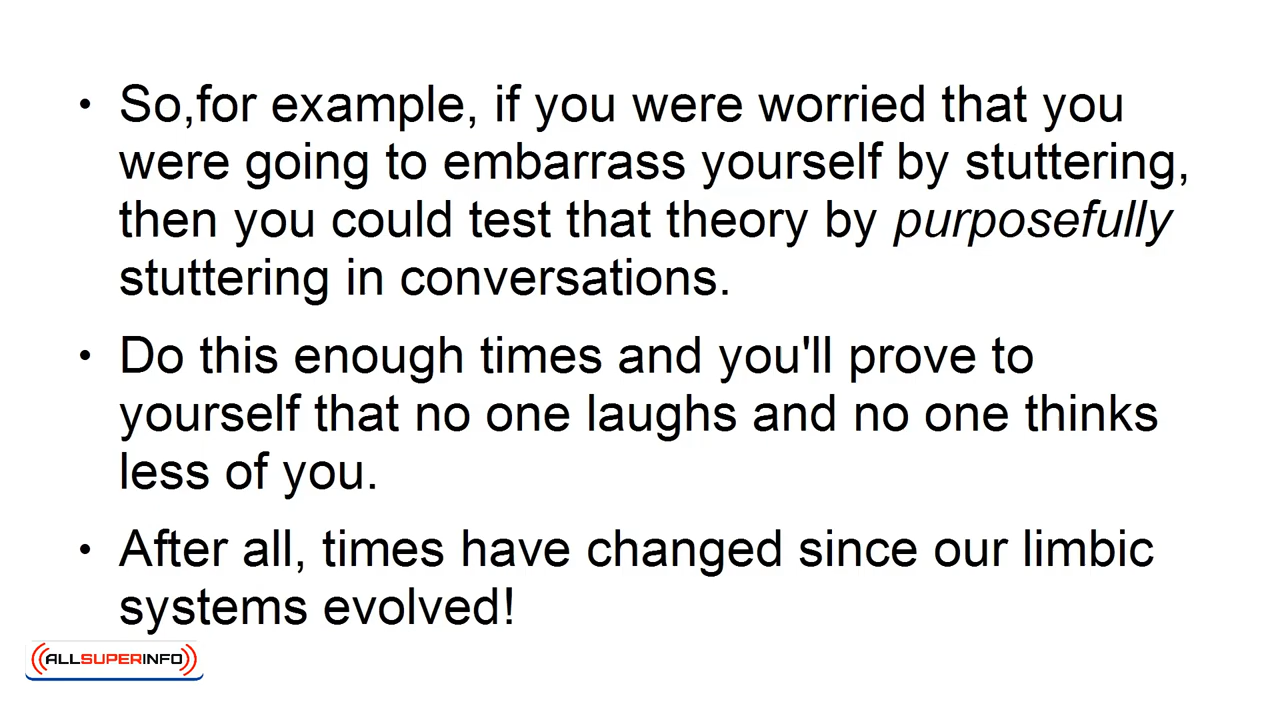 • So,for example, if you were worried that you
were going to embarrass yourself by stuttering,
then you could test that theory by purposefully
stuttering in conversations.
• Do this enough times and you'll prove to
yourself that no one laughs and no one thinks
less of you.
• After all, times have changed since our limbic
systems evolved!
ALLSUPERINFO